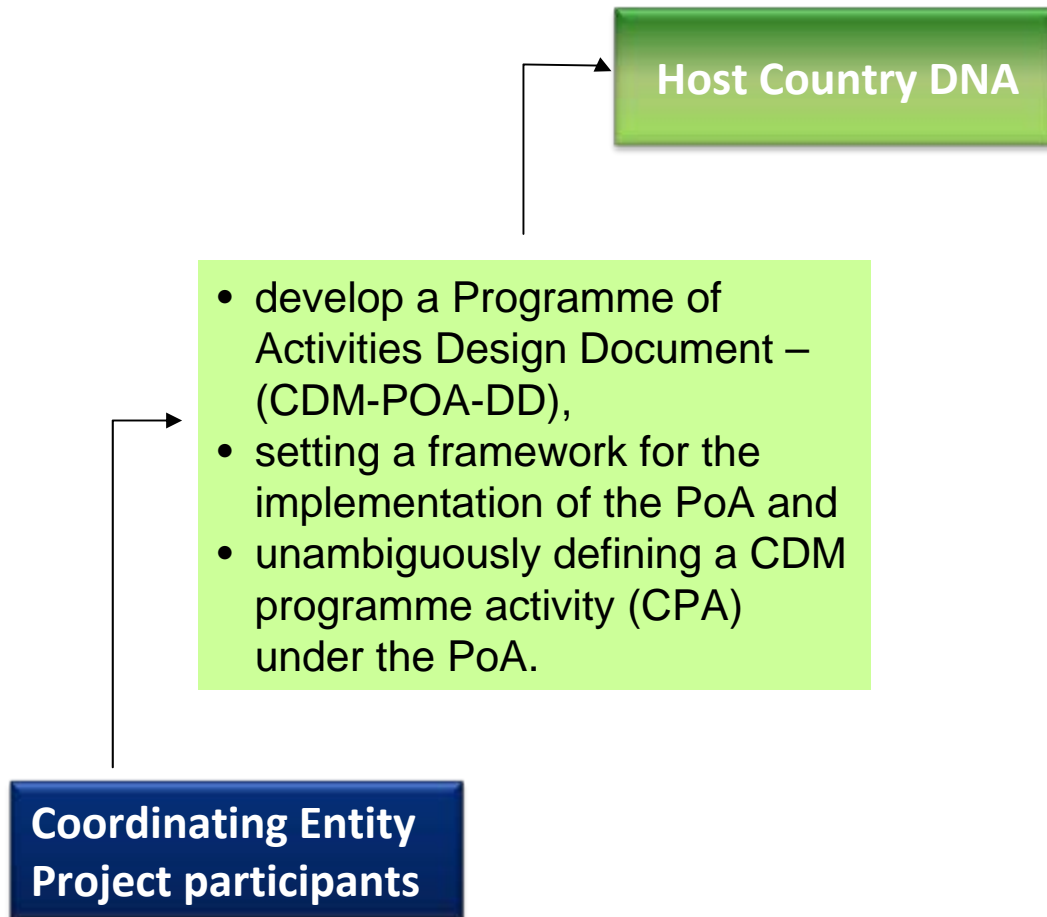 Host Country DNA
• develop a Programme of
Activities Design Document –
(CDM-POA-DD),
• setting a framework for the
implementation of the PoA and
• unambiguously defining a CDM
programme activity (CPA)
under the PoA.
Coordinating Entity
Project participants